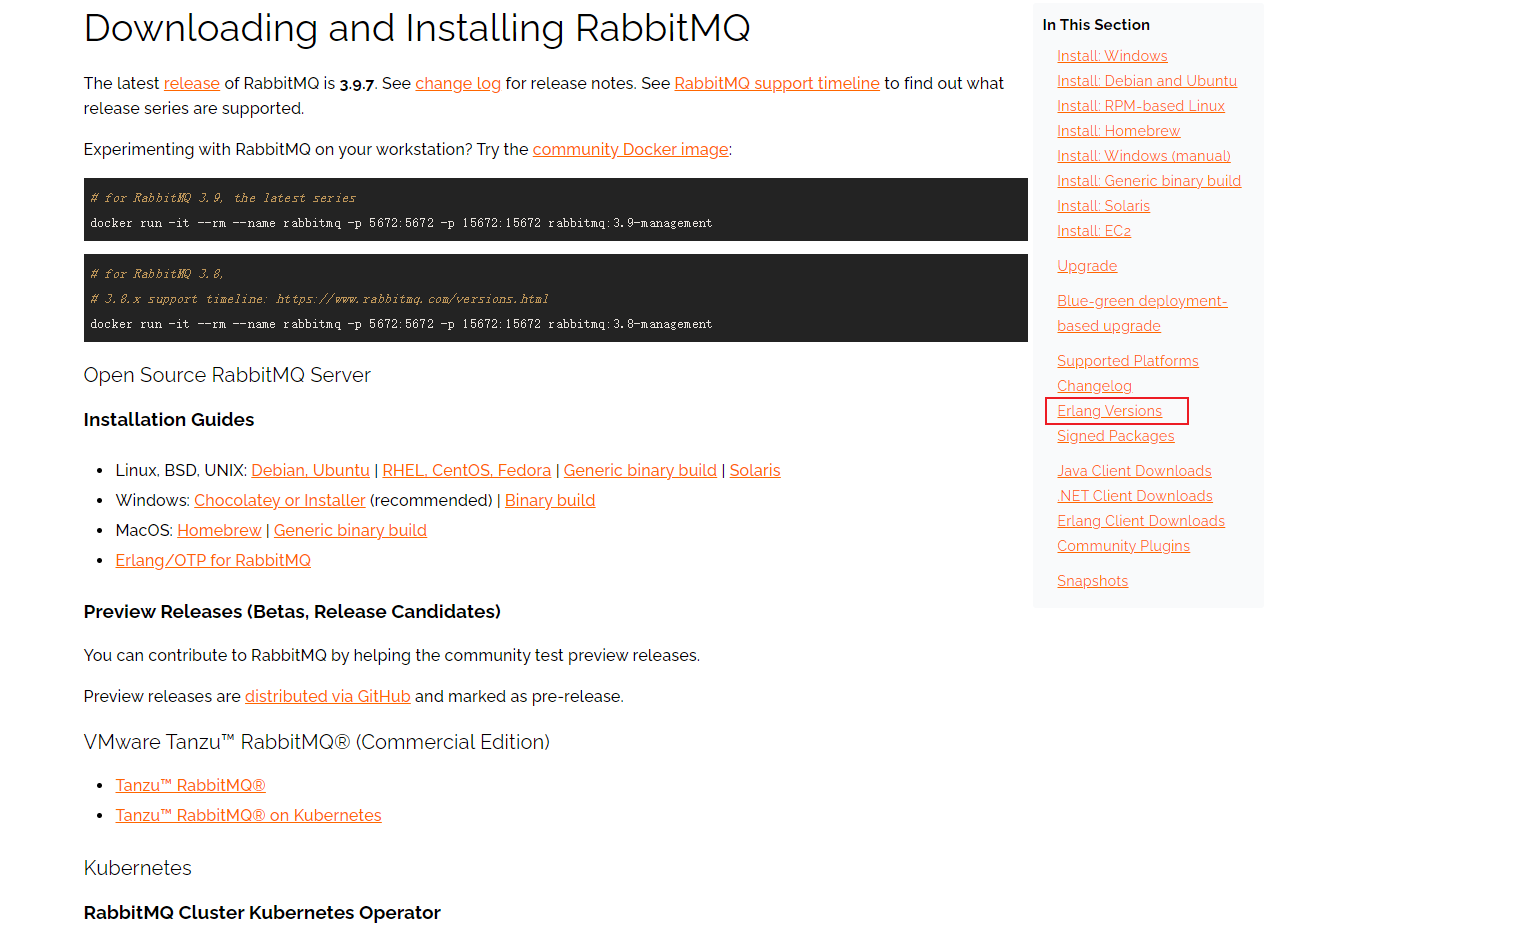 Downloading and Installing RabbitMQ
The latest release of RabbitMQ is 3.9.7. See change log for release notes. See RabbitMQ support timeline to find out what
release series are supported.
Experimenting with RabbitMQ on your workstation? Try the community Docker image:
# for RabbitMQ 3.9, the latest series
docker run -it --rm --name rabbitmq -p 5672:5672 -p 15672:15672 rabbitmq:3.9-management
# for RabbitMQ 3.8,
# 3.8.x support timeline: https://www.rabbitmq.com/versions.html
docker run -it --rm --name rabbitmq -p 5672:5672 -p 15672:15672 rabbitmq:3.8-management
Open Source RabbitMQ Server
Installation Guides
• Linux, BSD, UNIX: Debian, Ubuntu | RHEL, CentOS, Fedora | Generic binary build | Solaris
• Windows: Chocolatey or Installer (recommended) | Binary build
• MacOS: Homebrew | Generic binary build
• Erlang/OTP for RabbitMQ
Preview Releases (Betas, Release Candidates)
You can contribute to RabbitMQ by helping the community test preview releases.
Preview releases are distributed via GitHub and marked as pre-release.
VMware Tanzu™ RabbitMQ® (Commercial Edition)
• Tanzu™ RabbitMQ®
• Tanzu™ RabbitMQ® on Kubernetes
Kubernetes
RabbitMQ Cluster Kubernetes Operator
In This Section
Install: Windows
Install: Debian and Ubuntu
Install: RPM-based Linux
Install: Homebrew
Install: Windows (manual)
Install: Generic binary build
Install: Solaris
Install: EC2
Upgrade
Blue-green deployment-
based upgrade
Supported Platforms
Changelog
Erlang Versions
Signed Packages
Java Client Downloads
.NET Client Downloads
Erlang Client Downloads
Community Plugins
Snapshots